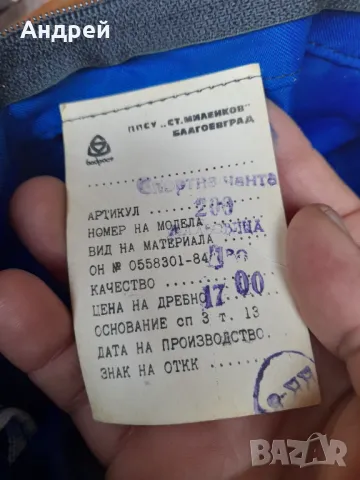 Андрей
ППСУ „СТ.МИЛЕНКОВ"
БЛАГОЕВГРАД
Спортна чанта
АРТИКУЛ ... 209
НОМЕР НА МОДЕЛА
ВИД НА МАТЕРИАЛА
ОН № 0558301-84
КАЧЕСТВО
ЦЕНА НА ДРЕБНО 17 00
ОСНОВАНИЕ сп 3 т. 13
ДАТА НА ПРОИЗВОДСТВО.
ЗНАК НА ОТКК
BAZAR